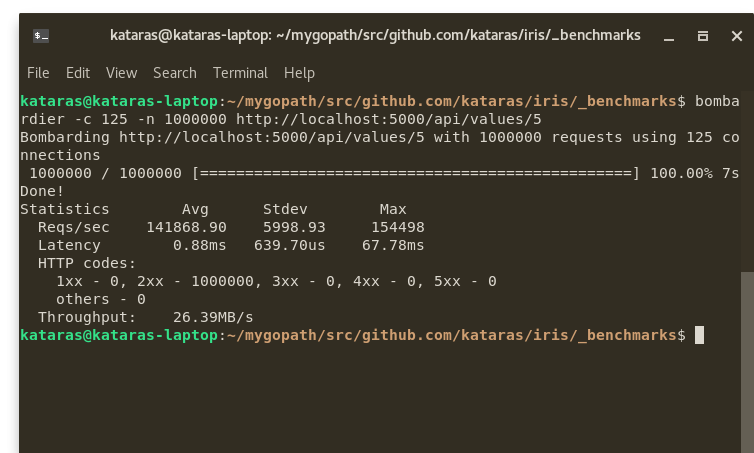 kataras@kataras-laptop: ~/mygopath/src/github.com/kataras/iris/_benchmarks
File Edit View Search Terminal Help
kataras@kataras-laptop:~/mygopath/src/github.com/kataras/iris/_benchmarks$ bomba
rdier -c 125 -n 1000000 http://localhost:5000/api/values/5
Bombarding http://localhost:5000/api/values/5 with 1000000 requests using 125 co
nnections
 1000000 / 1000000 [================================================] 100.00% 7s
Done!
Statistics        Avg      Stdev        Max
  Reqs/sec    141868.90    5998.93     154498
  Latency        0.88ms   639.70us    67.78ms
  HTTP codes:
    1xx - 0, 2xx - 1000000, 3xx - 0, 4xx - 0, 5xx - 0
    others - 0
  Throughput:    26.39MB/s
kataras@kataras-laptop:~/mygopath/src/github.com/kataras/iris/_benchmarks$